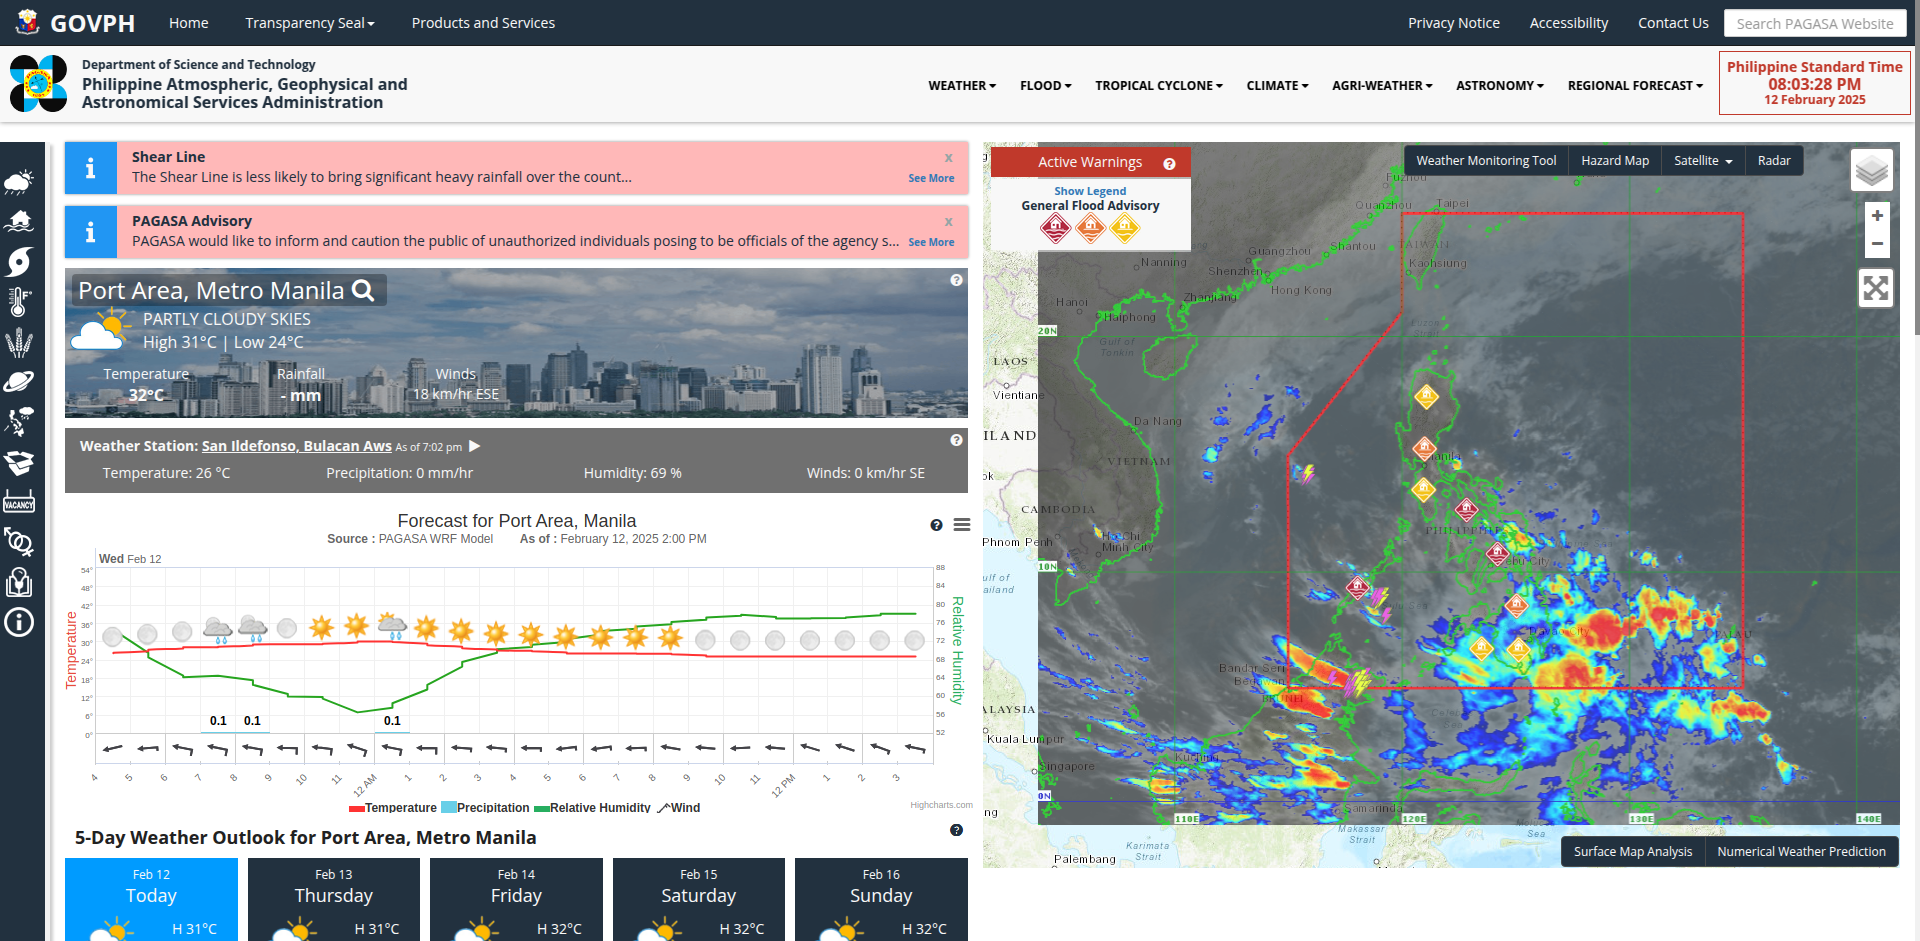 GOVPH
Home
Transparency Seal
Products and Services
Privacy Notice
Accessibility
Contact Us
Search PAGASA Website
Department of Science and Technology
Philippine Atmospheric, Geophysical and
Astronomical Services Administration
WEATHER
FLOOD
TROPICAL CYCLONE
CLIMATE
AGRI-WEATHER
ASTRONOMY
REGIONAL FORECAST
Philippine Standard Time
08:03:28 PM
12 February 2025
Shear Line
x
The Shear Line is less likely to bring significant heavy rainfall over the count...
See More
PAGASA Advisory
x
PAGASA would like to inform and caution the public of unauthorized individuals posing to be officials of the agency s...
See More
Port Area, Metro Manila
PARTLY CLOUDY SKIES
High 31°C | Low 24°C
Temperature
32°C
Rainfall
- mm
Winds
18 km/hr ESE
Weather Station: San Ildefonso, Bulacan Aws As of 7:02 pm
Temperature: 26 °C
Precipitation: 0 mm/hr
Humidity: 69 %
Winds: 0 km/hr SE
VACANCY
Forecast for Port Area, Manila
Source : PAGASA WRF Model As of : February 12, 2025 2:00 PM
Wed Feb 12
Temperature
54°
48°
42°
36°
30°
24°
18°
12°
6°
0°
88
84
80
76
72
68
64
60
56
52
Relative Humidity
0.1
0.1
0.1
4 5 6 7 8 9 10 11 12 AM 1 2 3 4 5 6 7 8 9 10 11 12 PM 1 2 3
Temperature Precipitation Relative Humidity Wind
Highcharts.com
5-Day Weather Outlook for Port Area, Metro Manila
Feb 12
Today
H 31°C
Feb 13
Thursday
H 31°C
Feb 14
Friday
H 32°C
Feb 15
Saturday
H 32°C
Feb 16
Sunday
H 32°C
Active Warnings
Show Legend
General Flood Advisory
Weather Monitoring Tool
Hazard Map
Satellite
Radar
+
−
Fuzhou
Quanzhou
Taipei
Guangzhou
Shantou
TAIWAN
Nanning
Shenzhen
Kaohsiung
Hong Kong
Hanoi
Zhanjiang
Haiphong
20N
Luzon
Strait
Gulf of
Tonkin
LAOS
Vientiane
Da Nang
ILAND
VIETNAM
ok
CAMBODIA
Phnom Penh
Ho Chi
Minh City
10N
ulf of
ailand
Davao City
PALAU
Bandar Seri
Begawan
BRUNEI
ALAYSIA
Kuala Lumpur
Kuching
Singapore
0N
Samarinda
110E
120E
130E
140E
ng
Makassar
Strait
Sea
Karimata
Strait
Palembang
Surface Map Analysis
Numerical Weather Prediction